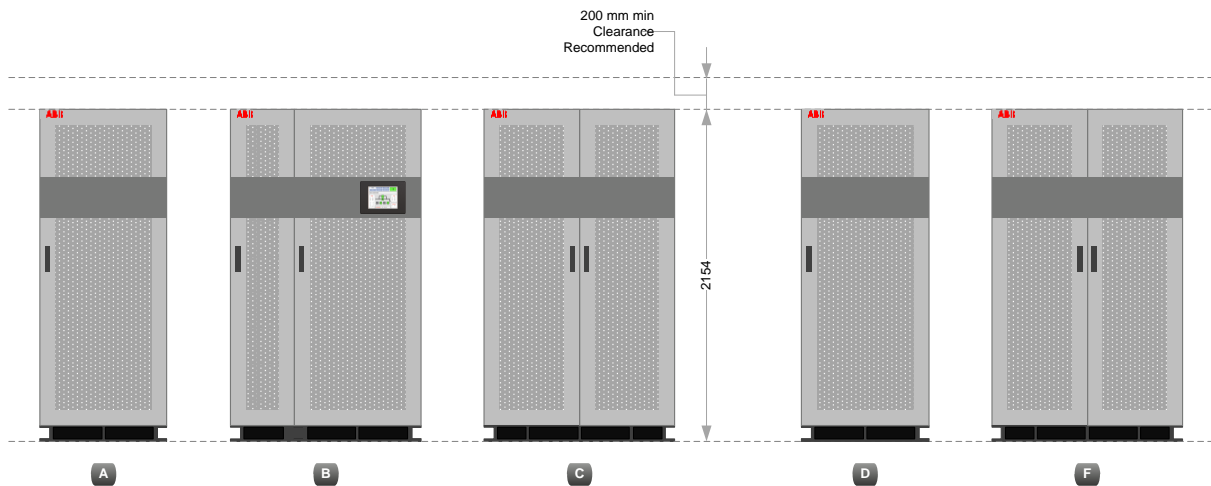 200 mm min
Clearance
Recommended
ABB
ABB
ABB
ABB
ABB
2154
A
B
C
D
F